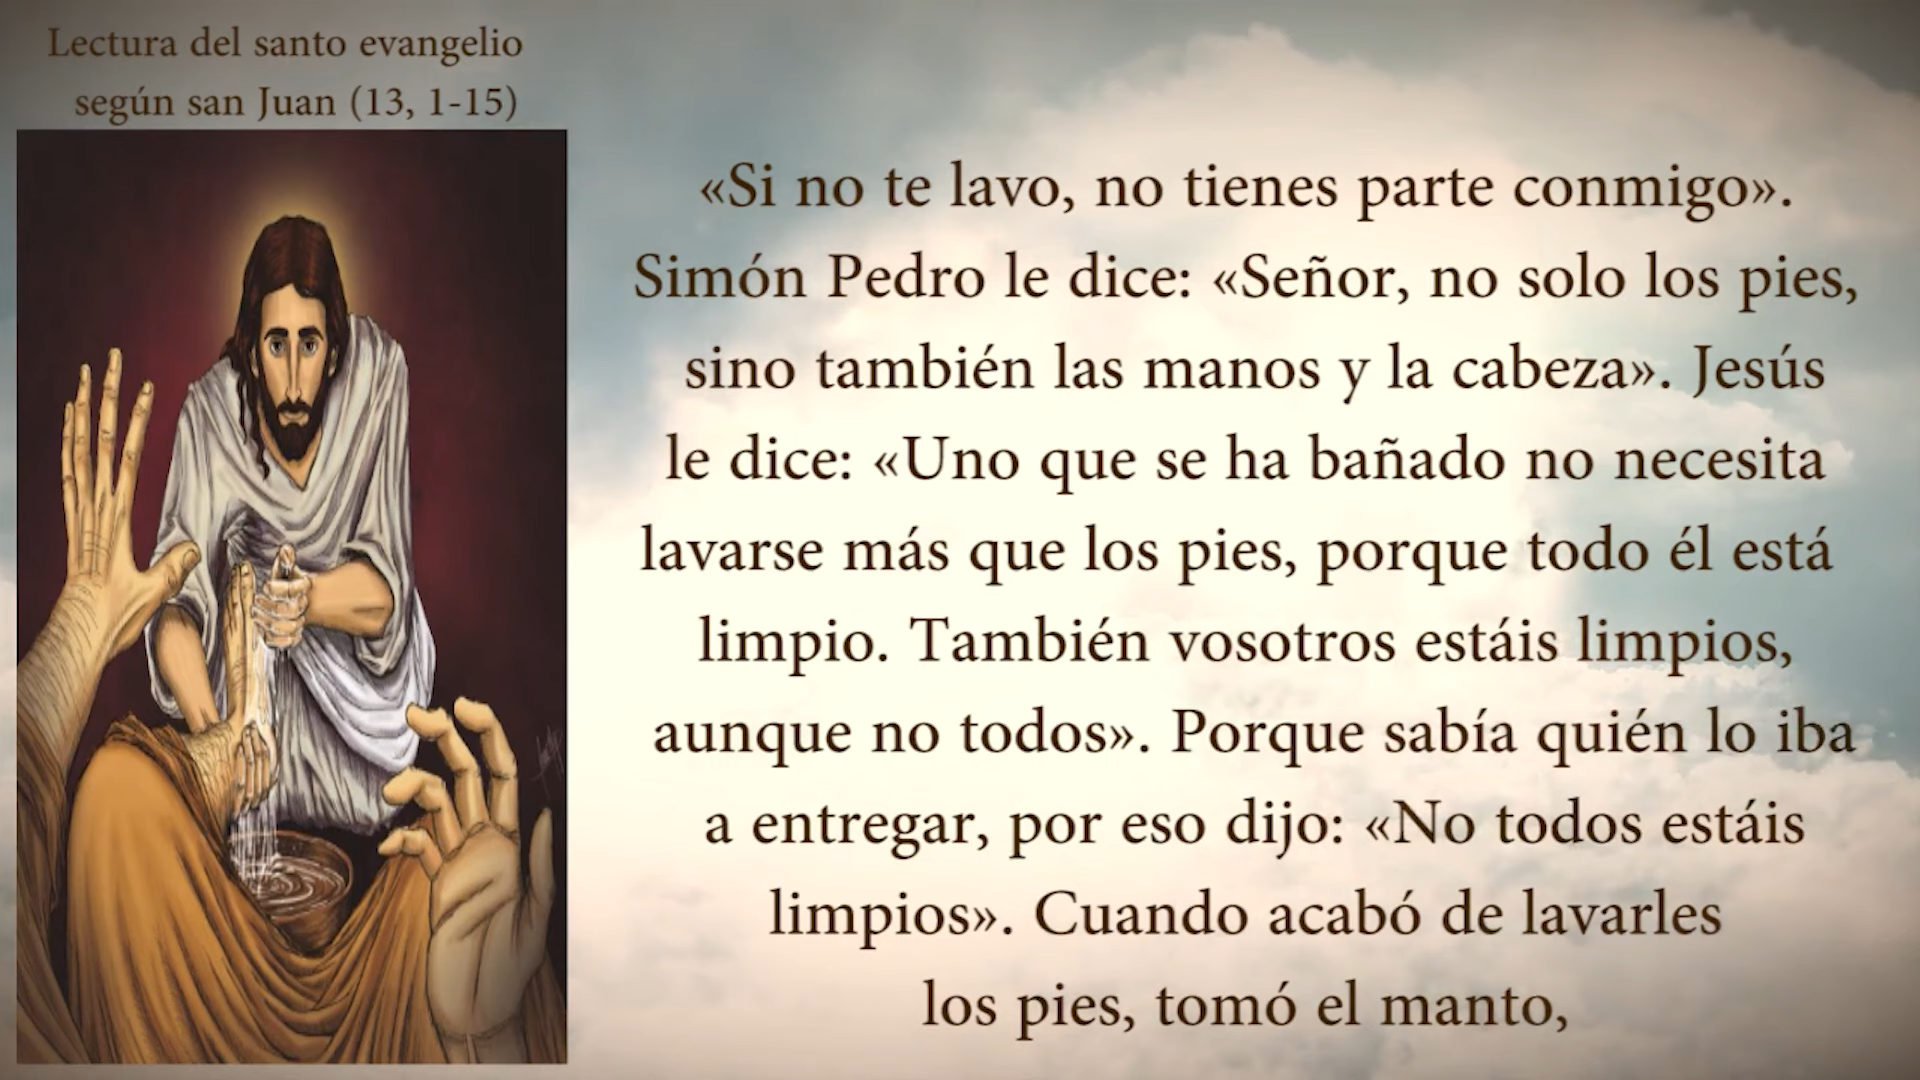 Lectura del santo evangelio
según san Juan (13, 1-15)
«Si no te lavo, no tienes parte conmigo».
Simón Pedro le dice: «Señor, no solo los pies,
sino también las manos y la cabeza». Jesús
le dice: «Uno que se ha bañado no necesita
lavarse más que los pies, porque todo él está
limpio. También vosotros estáis limpios,
aunque no todos». Porque sabía quién lo iba
a entregar, por eso dijo: «No todos estáis
limpios». Cuando acabó de lavarles
los pies, tomó el manto,